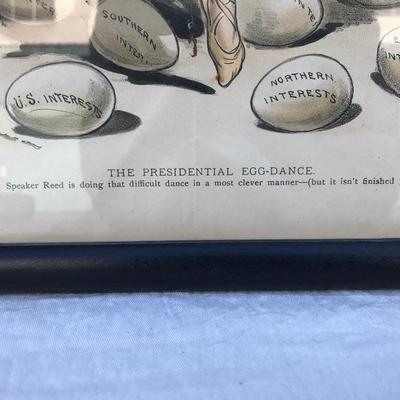 SOUTHERN
INTER.
U.S. INTERESTS
NORTHERN
INTERESTS
THE PRESIDENTIAL EGG-DANCE.
Speaker Reed is doing that difficult dance in a most clever manner—(but it isn't finished